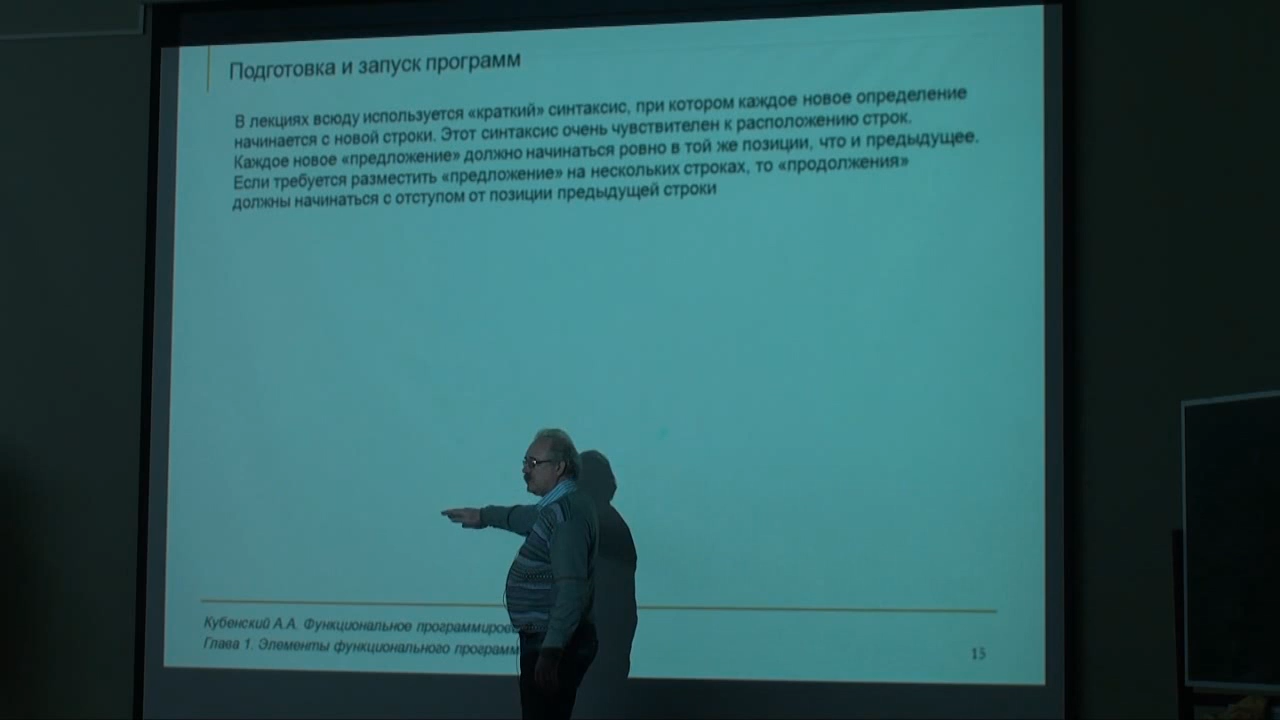 Подготовка и запуск программ
В лекциях всюду используется «краткий» синтаксис, при котором каждое новое определение
начинается с новой строки. Этот синтаксис очень чувствителен к расположению строк.
Каждое новое «предложение» должно начинаться ровно в той же позиции, что и предыдущее.
Если требуется разместить «предложение» на нескольких строках, то «продолжения»
должны начинаться с отступом от позиции предыдущей строки
Кубенский А.А. Функциональное
Глава 1. Элементы функционального
15